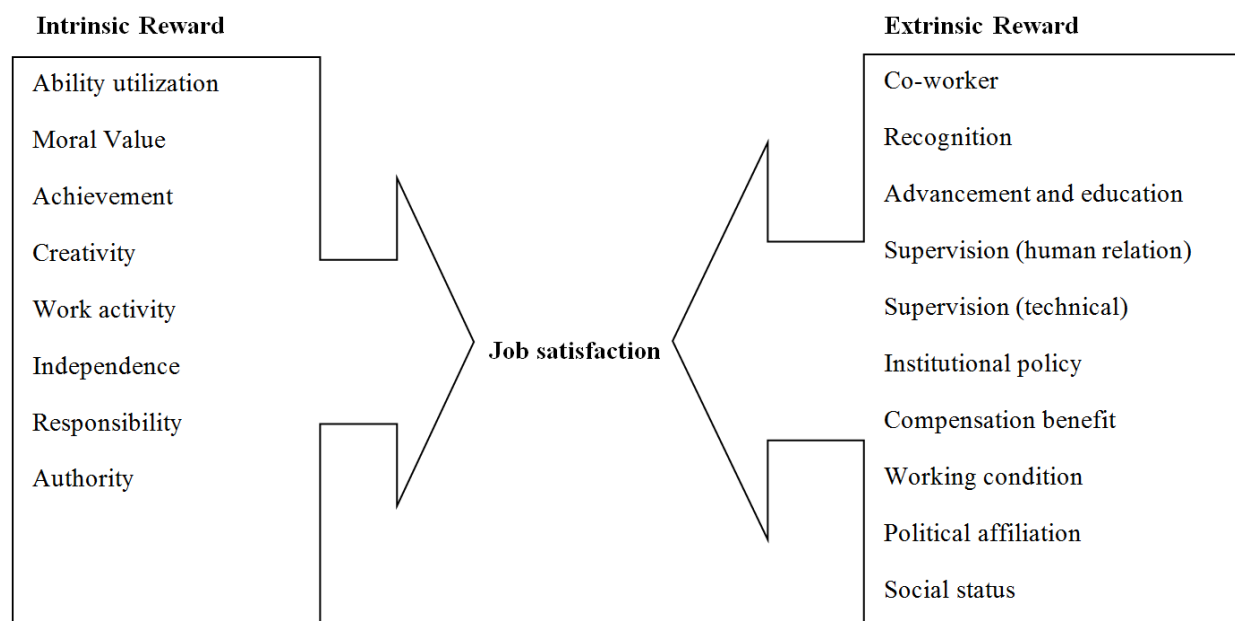 Intrinsic Reward
Ability utilization
Moral Value
Achievement
Creativity
Work activity
Independence
Responsibility
Authority
Job satisfaction
Extrinsic Reward
Co-worker
Recognition
Advancement and education
Supervision (human relation)
Supervision (technical)
Institutional policy
Compensation benefit
Working condition
Political affiliation
Social status